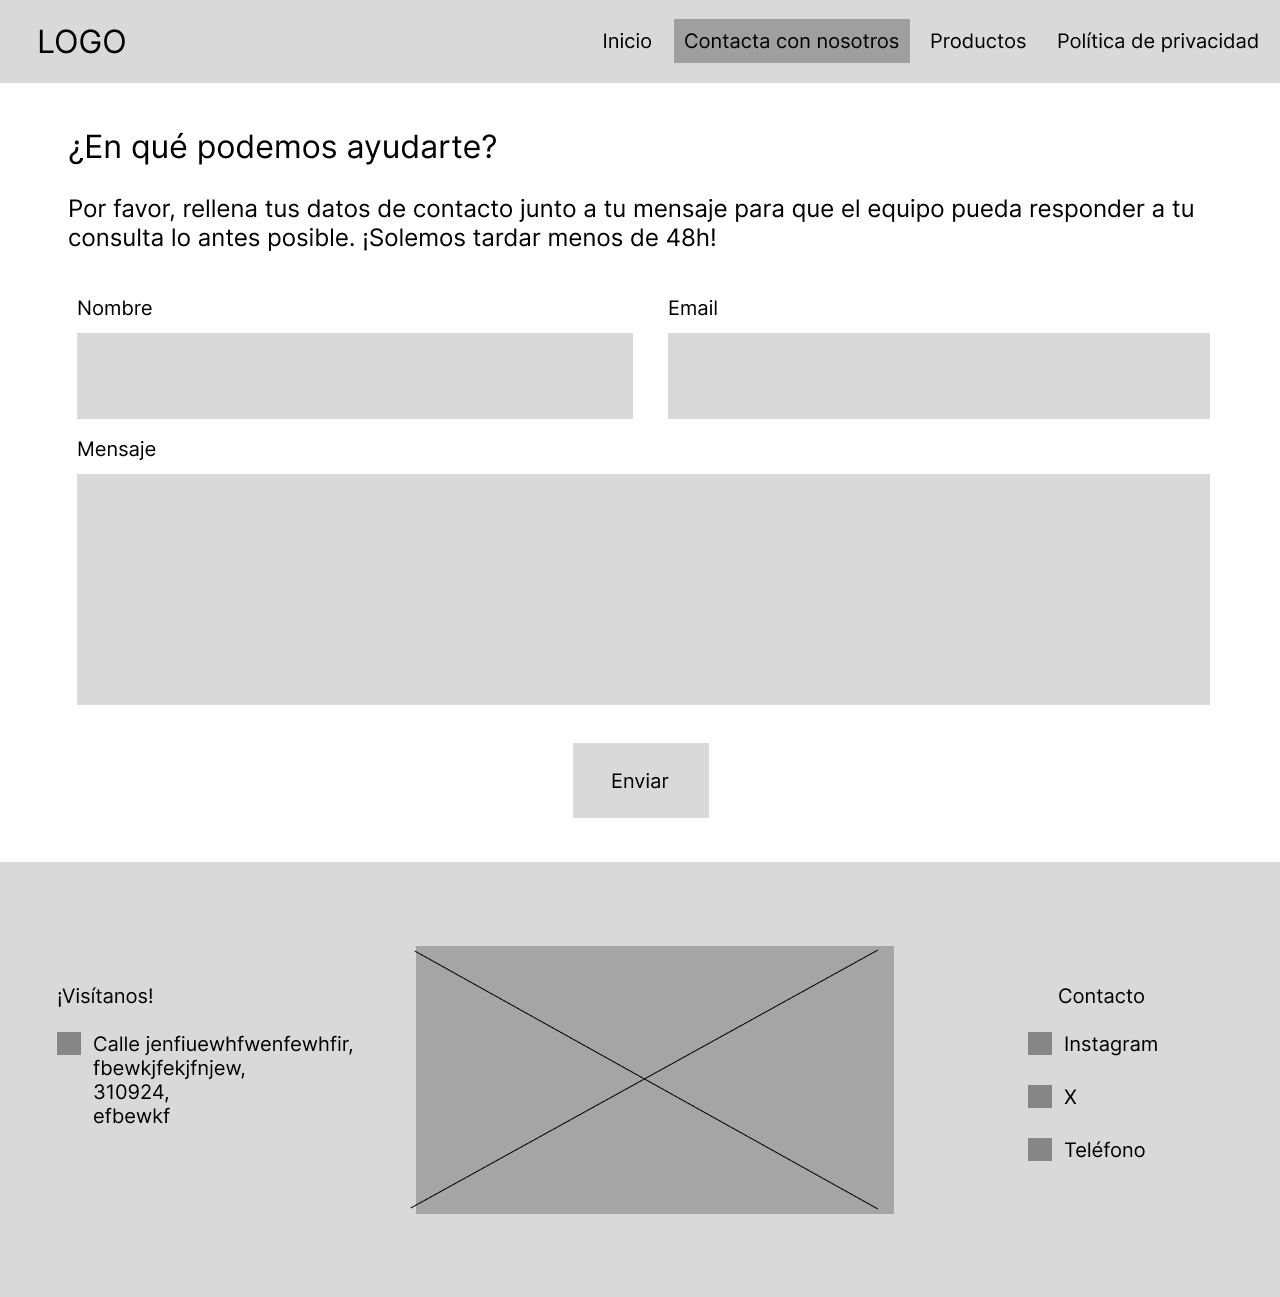 LOGO
Inicio
Contacta con nosotros
Productos
Política de privacidad
¿En qué podemos ayudarte?
Por favor, rellena tus datos de contacto junto a tu mensaje para que el equipo pueda responder a tu
consulta lo antes posible. ¡Solemos tardar menos de 48h!
Nombre
Email
Mensaje
Enviar
¡Visítanos!
Calle jenfiuewhfwenfewhfir,
fbewkjfekjfnjew,
310924,
efbewkf
Contacto
Instagram
X
Teléfono